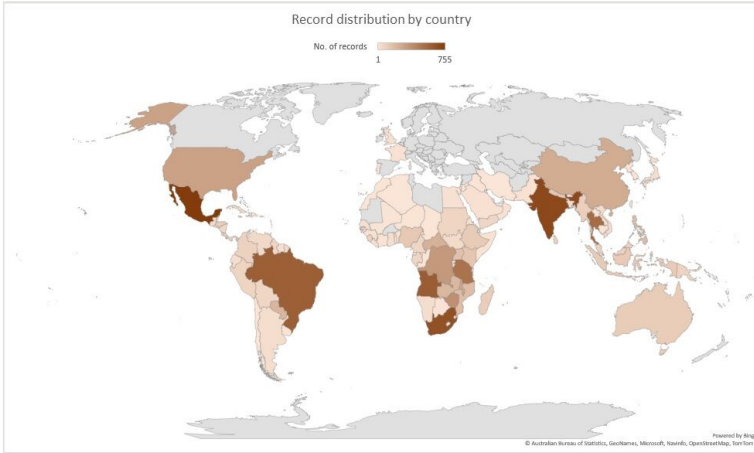 Record distribution by country
No. of records
1 755
Powered by Bing
© Australian Bureau of Statistics, GeoNames, Microsoft, Navinfo, OpenStreetMap, TomTom